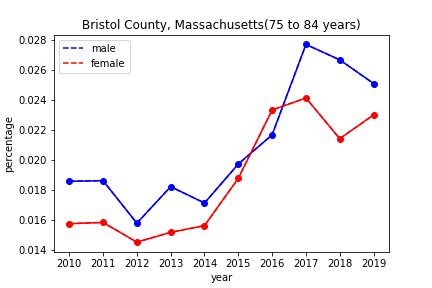 Bristol County, Massachusetts(75 to 84 years)
male
female
0.028
0.026
0.024
0.022
0.020
0.018
0.016
0.014
percentage
2010 2011 2012 2013 2014 2015 2016 2017 2018 2019
year